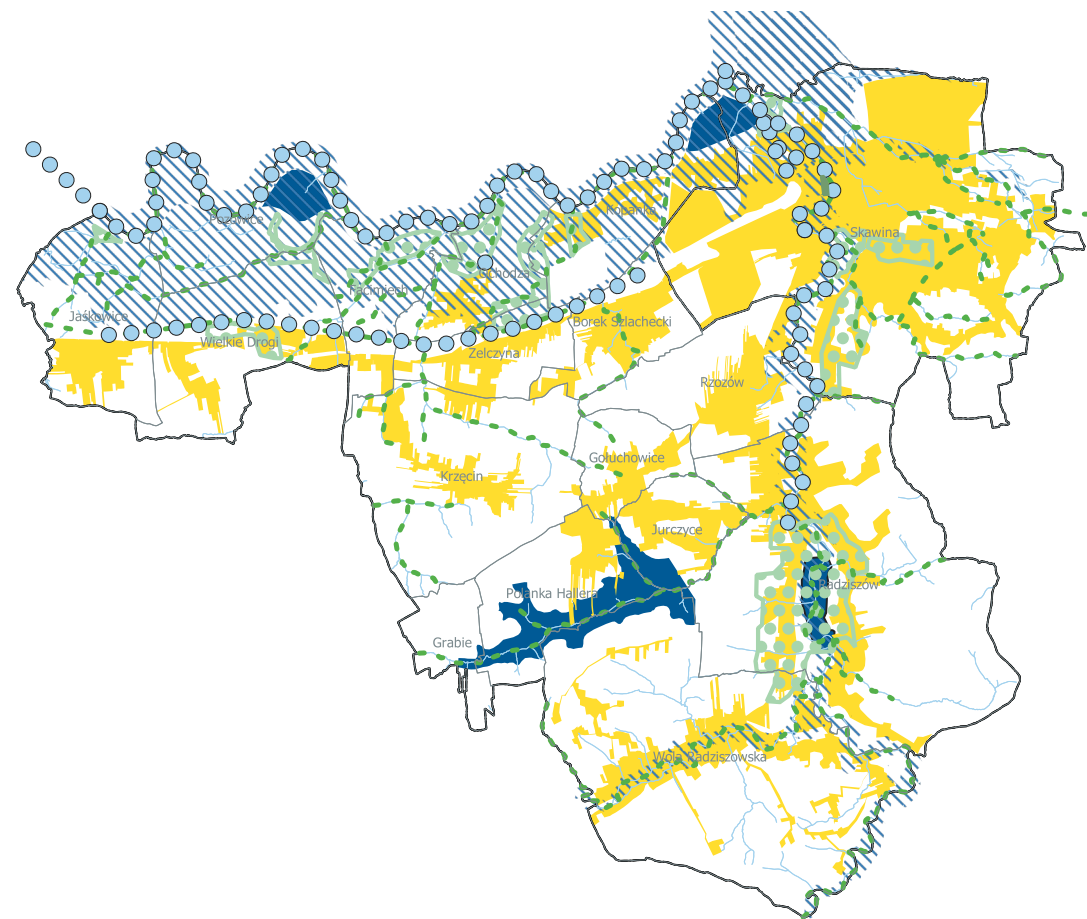 Pozowice
Kopanka
Skawina
Ochodza
Facimiech
Jaśkowice
Borek Szlachecki
Wielkie Drogi
Zelczyna
Rzozów
Gołuchowice
Krzęcin
Jurczyce
Radziszów
Polanka Hallera
Grabie
Wola Radziszowska